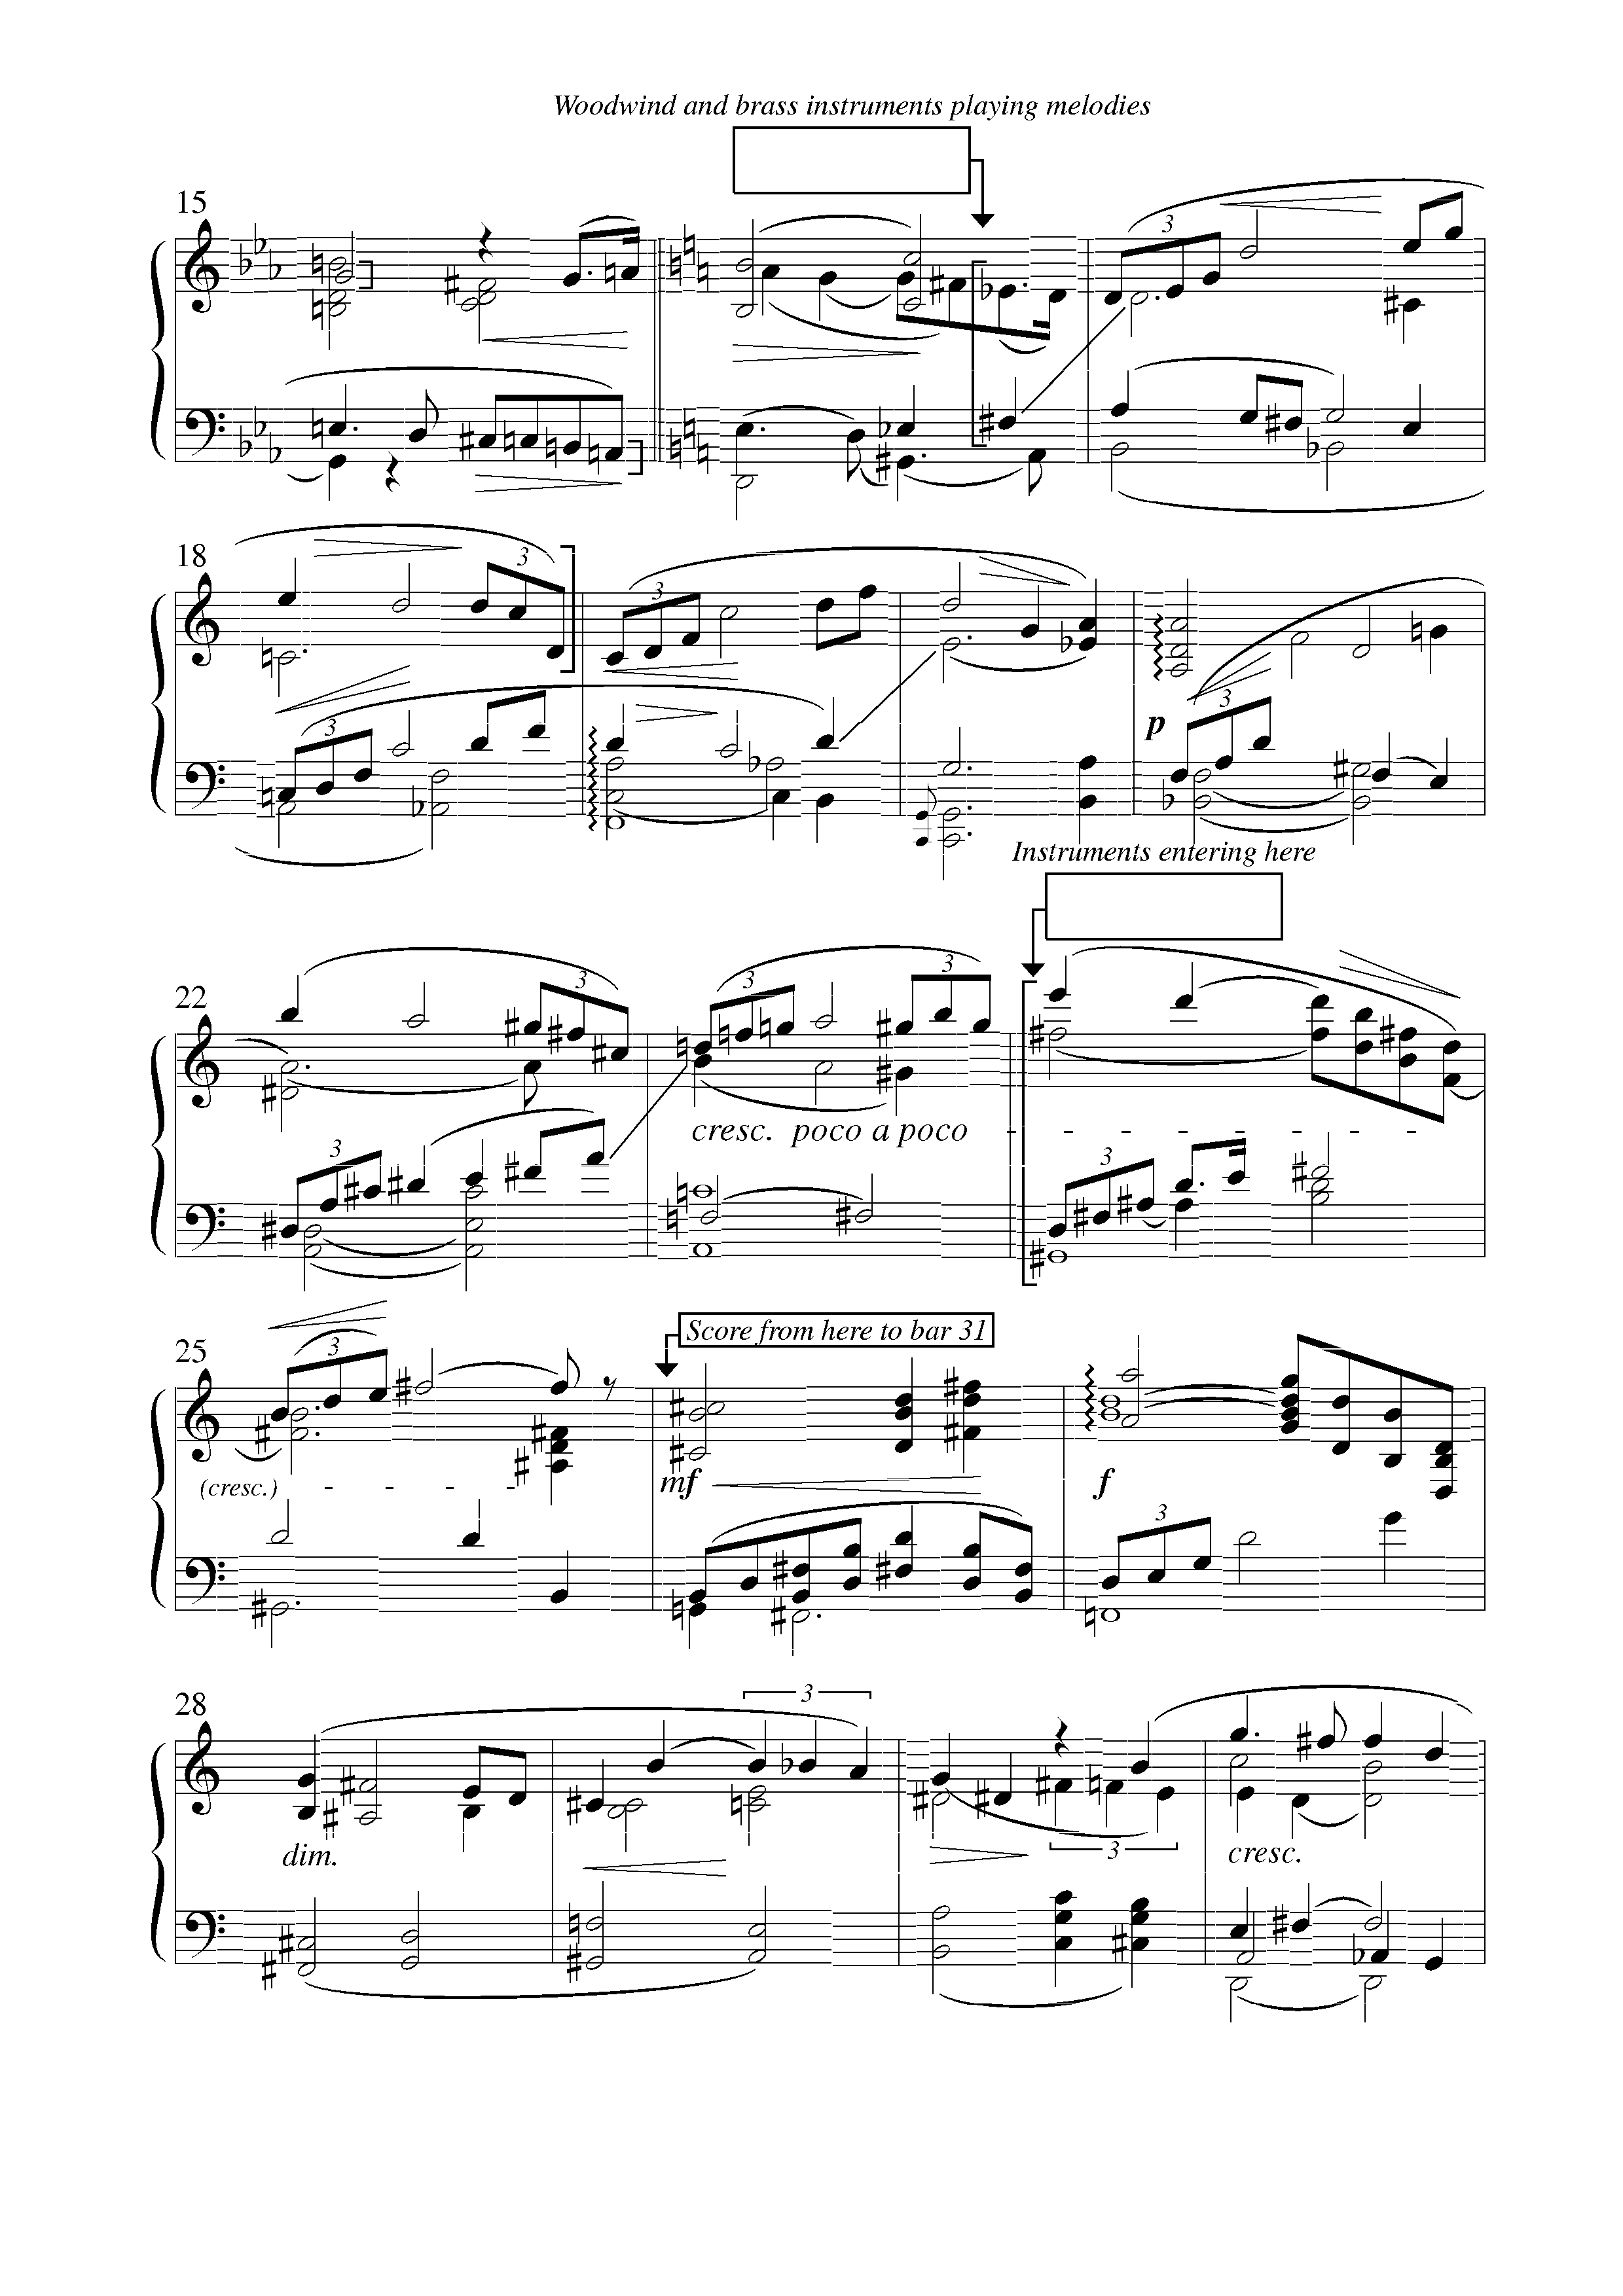 Woodwind and brass instruments playing melodies
15
3
18
3
3
3
p
3
Instruments entering here
22
3
3
3
3
cresc. poco a poco
3
25
3
Score from here to bar 31
(cresc.)
mf
f
3
28
3
dim.
3
cresc.